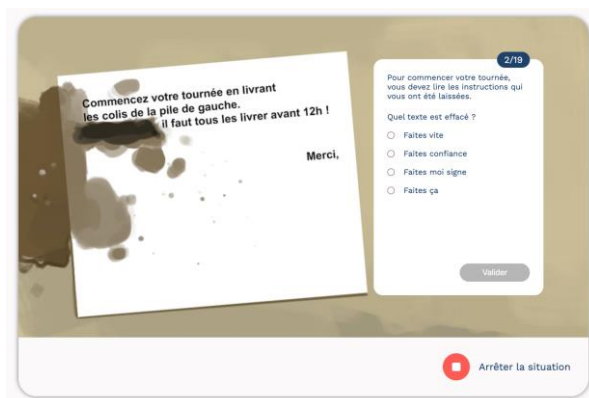 Commencez votre tournée en livrant
les colis de la pile de gauche.
il faut tous les livrer avant 12h !
Merci,
2/19
Pour commencer votre tournée,
vous devez lire les instructions qui
vous ont été laissées.
Quel texte est effacé ?
Faites vite
Faites confiance
Faites moi signe
Faites ça
Valider
Arrêter la situation